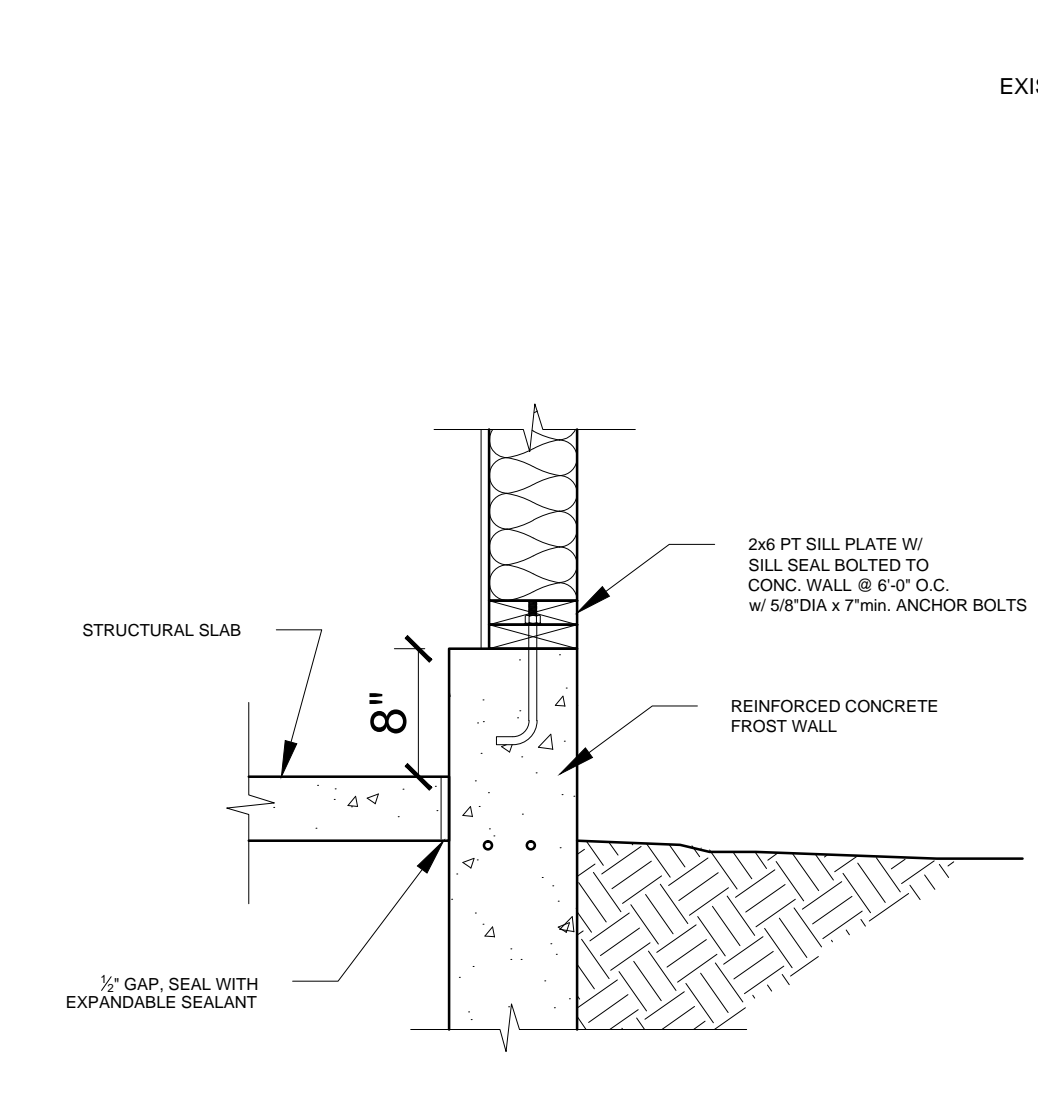 EXIS
2x6 PT SILL PLATE W/
SILL SEAL BOLTED TO
CONC. WALL @ 6'-0" O.C.
w/ 5/8"DIA x 7"min. ANCHOR BOLTS
STRUCTURAL SLAB
8"
REINFORCED CONCRETE
FROST WALL
½" GAP, SEAL WITH
EXPANDABLE SEALANT